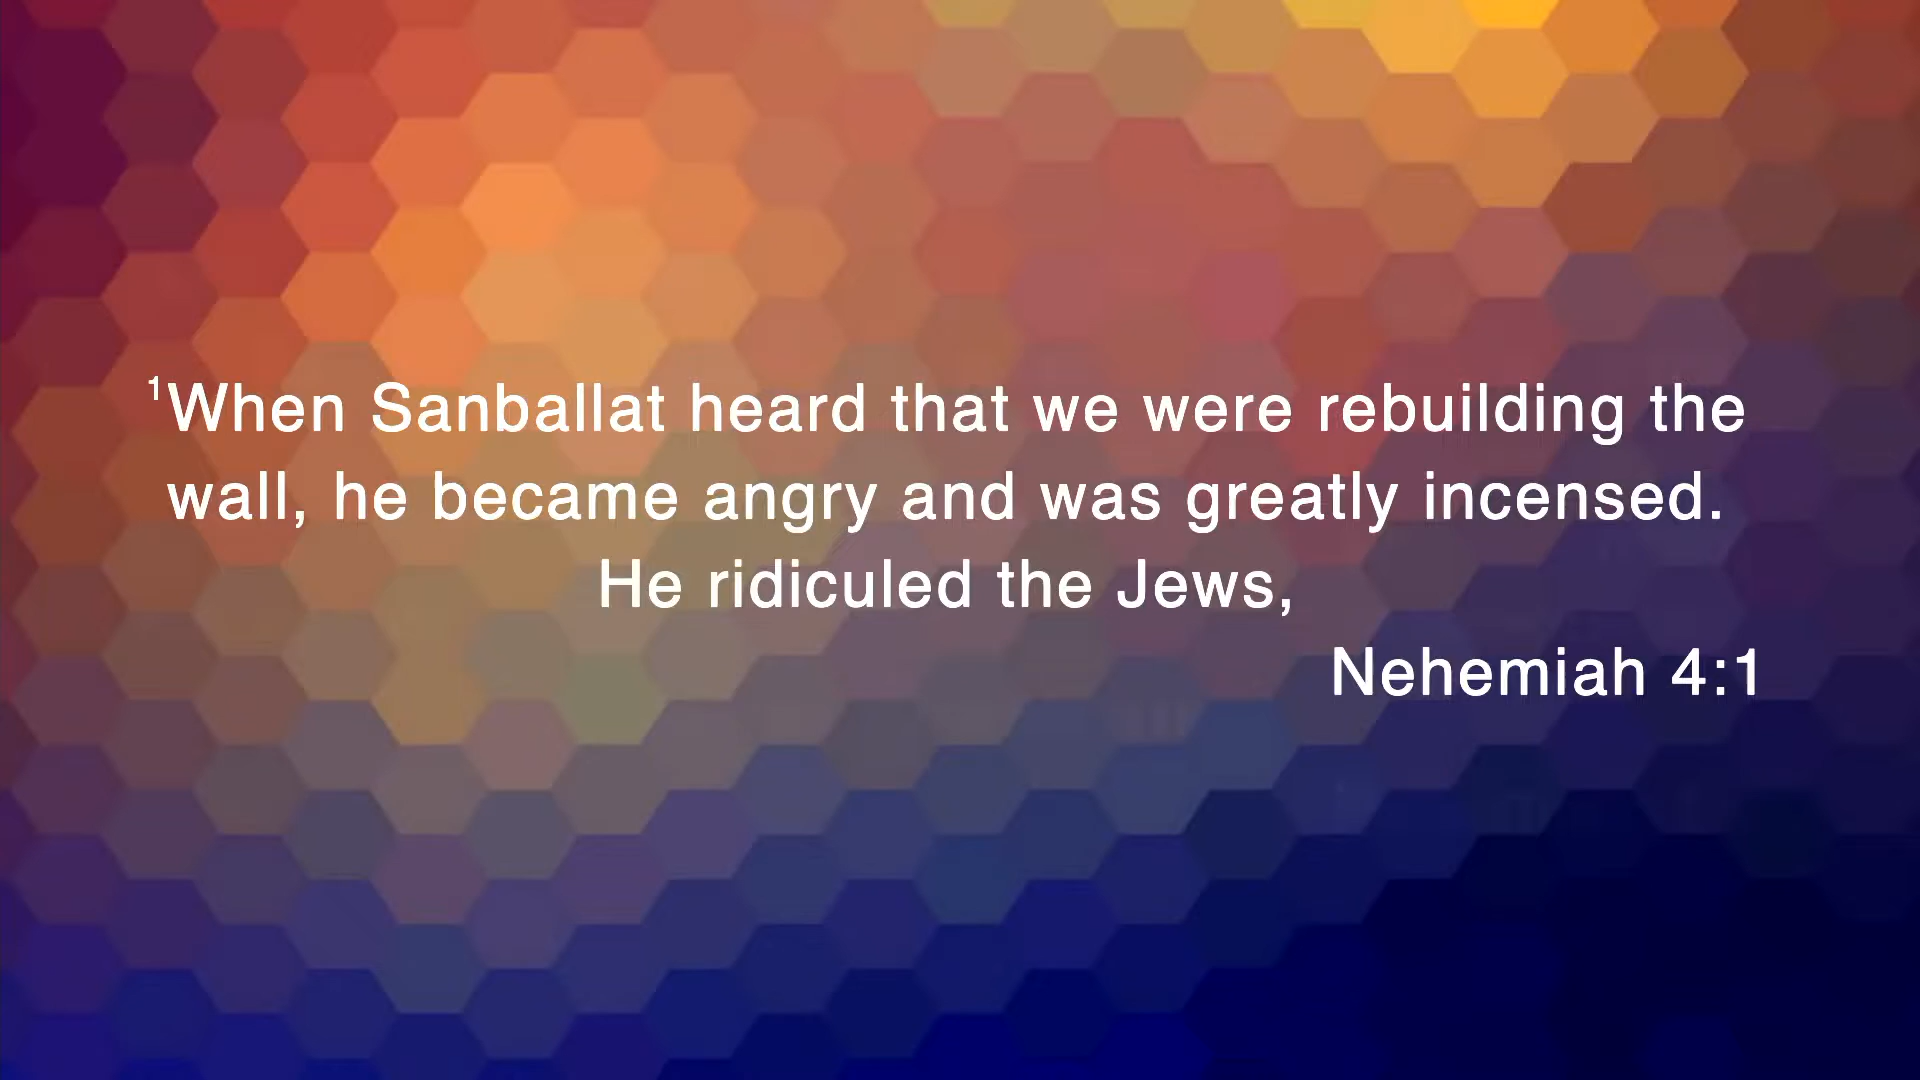 ¹When Sanballat heard that we were rebuilding the
wall, he became angry and was greatly incensed.
He ridiculed the Jews,
Nehemiah 4:1